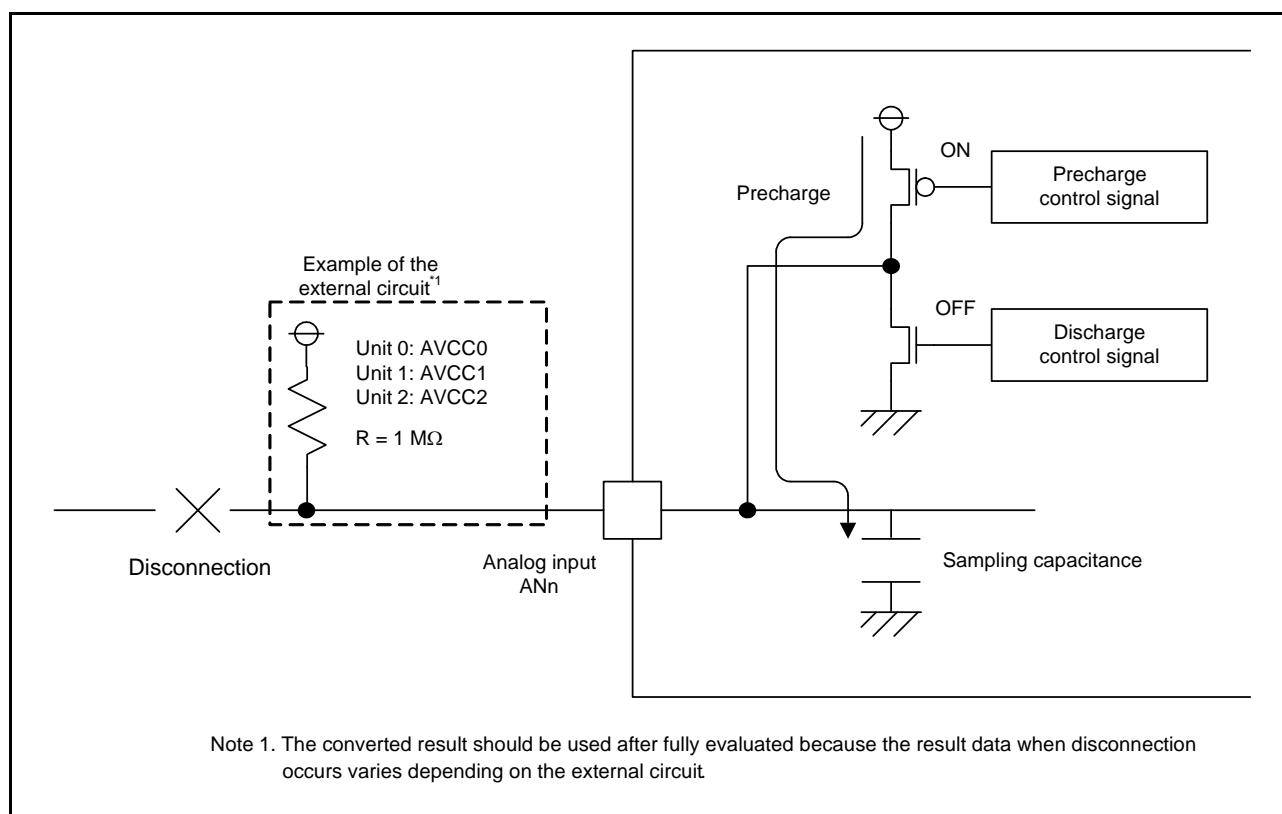 ON
Precharge
control signal
Precharge
Example of the
external circuit*1
OFF
Unit 0: AVCC0
Unit 1: AVCC1
Unit 2: AVCC2
R = 1 MΩ
Discharge
control signal
Disconnection
Analog input
ANn
Sampling capacitance
Note 1. The converted result should be used after fully evaluated because the result data when disconnection
occurs varies depending on the external circuit.